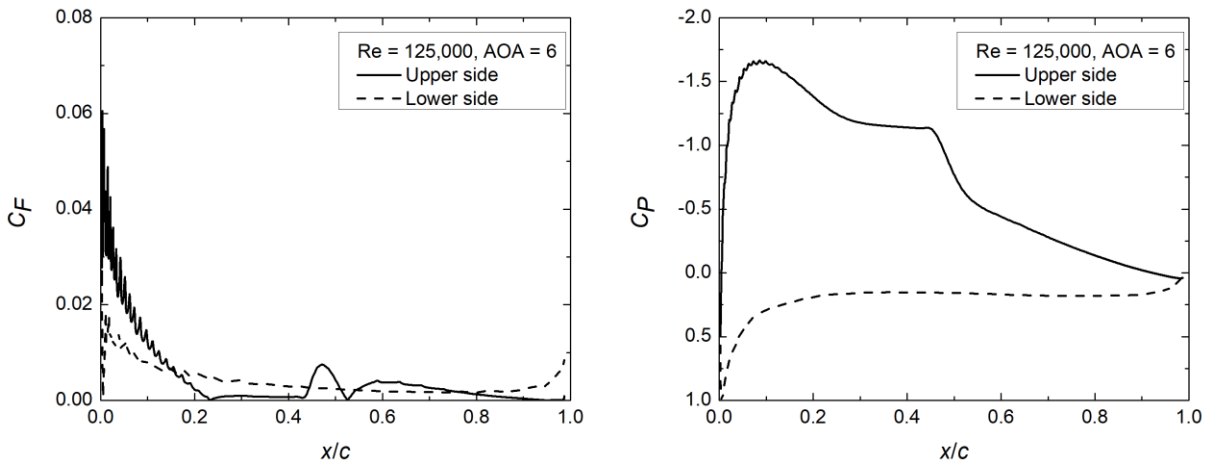 0.08
Re = 125,000, AOA = 6
Upper side
Lower side
0.06
CF
0.04
0.02
0.00
0.0 0.2 0.4 0.6 0.8 1.0
x/c
-2.0
Re = 125,000, AOA = 6
Upper side
Lower side
-1.5
-1.0
CP
-0.5
0.0
0.5
1.0
0.0 0.2 0.4 0.6 0.8 1.0
x/c